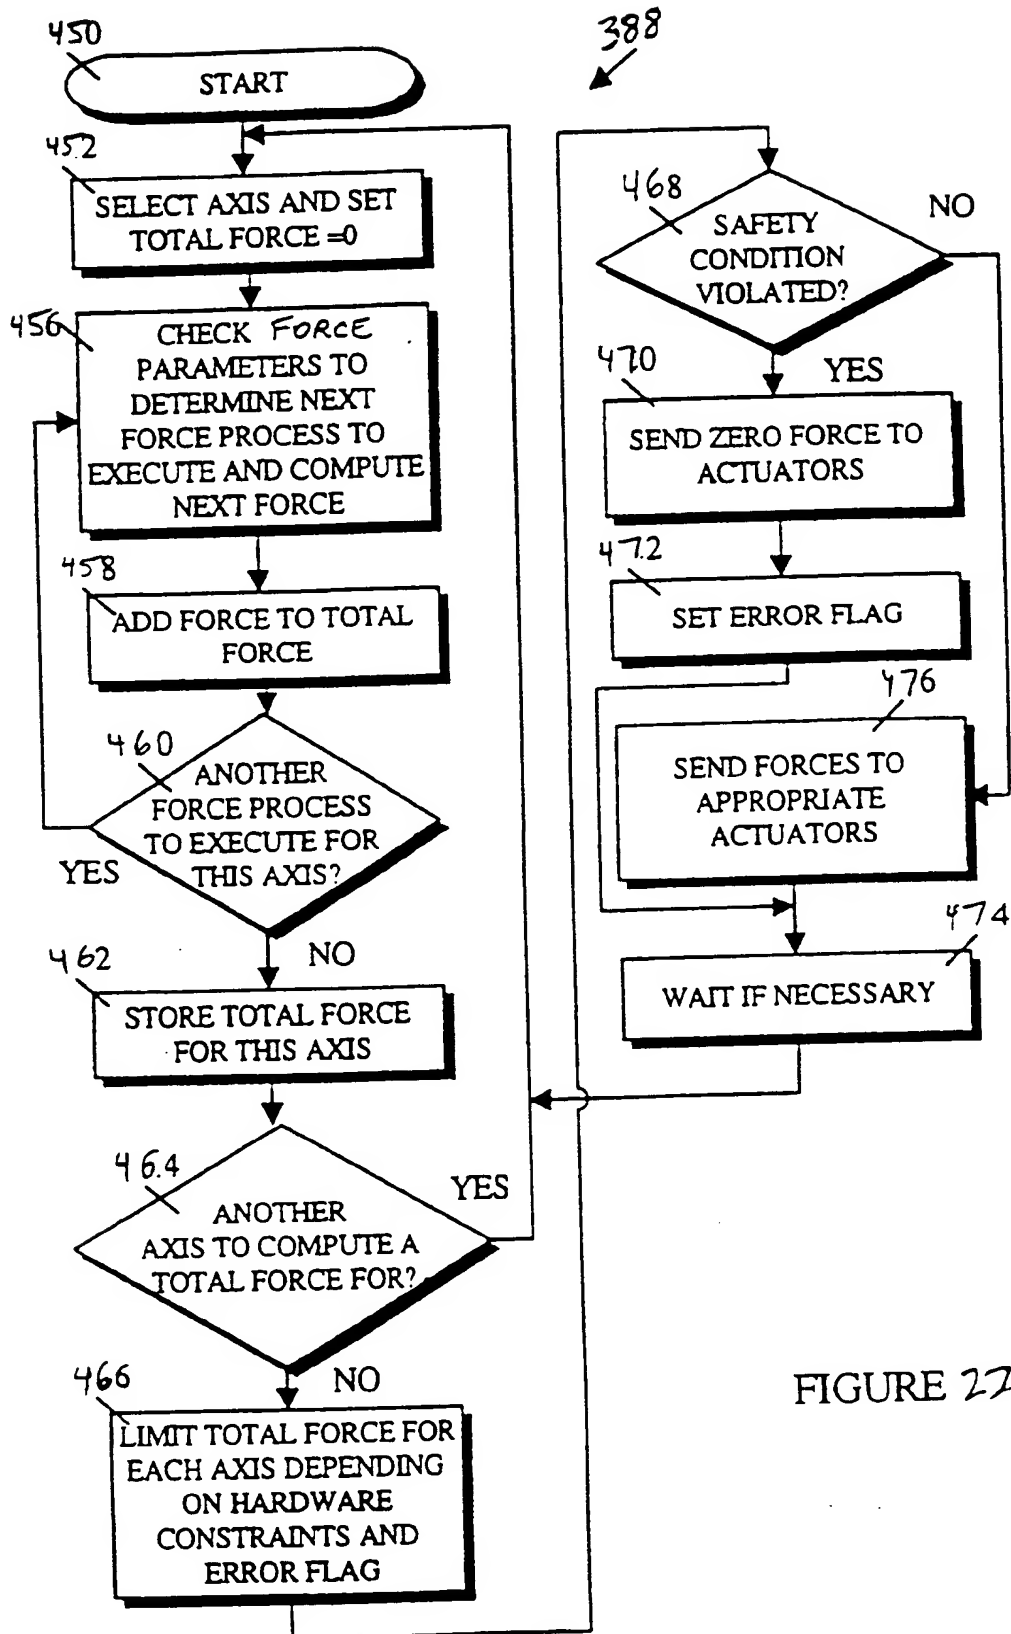 450
START
388
452
SELECT AXIS AND SET
TOTAL FORCE =0
456
CHECK FORCE
PARAMETERS TO
DETERMINE NEXT
FORCE PROCESS TO
EXECUTE AND COMPUTE
NEXT FORCE
458
ADD FORCE TO TOTAL
FORCE
460
ANOTHER
FORCE PROCESS
TO EXECUTE FOR
THIS AXIS?
YES
NO
462
STORE TOTAL FORCE
FOR THIS AXIS
464
ANOTHER
AXIS TO COMPUTE A
TOTAL FORCE FOR?
YES
NO
466
LIMIT TOTAL FORCE FOR
EACH AXIS DEPENDING
ON HARDWARE
CONSTRAINTS AND
ERROR FLAG
468
SAFETY
CONDITION
VIOLATED?
NO
YES
470
SEND ZERO FORCE TO
ACTUATORS
472
SET ERROR FLAG
476
SEND FORCES TO
APPROPRIATE
ACTUATORS
474
WAIT IF NECESSARY
FIGURE 22